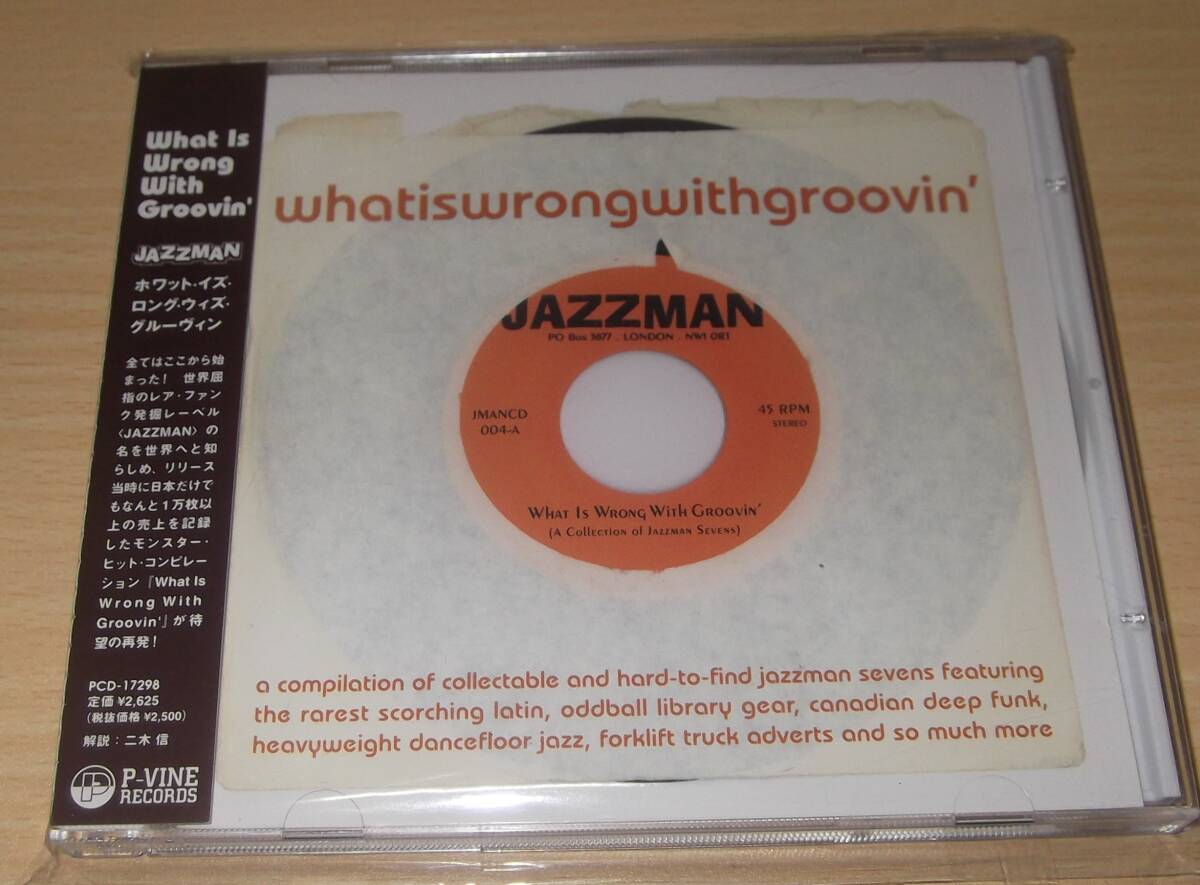 What Is
Wrong
With
Groovin'
JAZZMAN
ホワット・イズ・
ロング・ウィズ・
グルーヴィン
全てはここから始
まった! 世界屈
指のレア・ファン
ク発掘レーベル
〈JAZZMAN〉の
名を世界へと知
らしめ、リリース
当時に日本だけで
もなんと1万枚以
上の売上を記録
したモンスター・
ヒット・コンピレー
ション『What Is
Wrong With
Groovin'』が待
望の再発!
PCD-17298
定価 ¥2,625
(税抜価格 ¥2,500)
解説:二木 信
P-VINE
RECORDS
whatiswrongwithgroovin'
JAZZMAN
PO Box 3677 . LONDON . NW1 0RT
JMANCD
004-A
45 RPM
STEREO
What Is Wrong With Groovin'
(A Collection of Jazzman Sevens)
a compilation of collectable and hard-to-find jazzman sevens featuring
the rarest scorching latin, oddball library gear, canadian deep funk,
heavyweight dancefloor jazz, forklift truck adverts and so much more